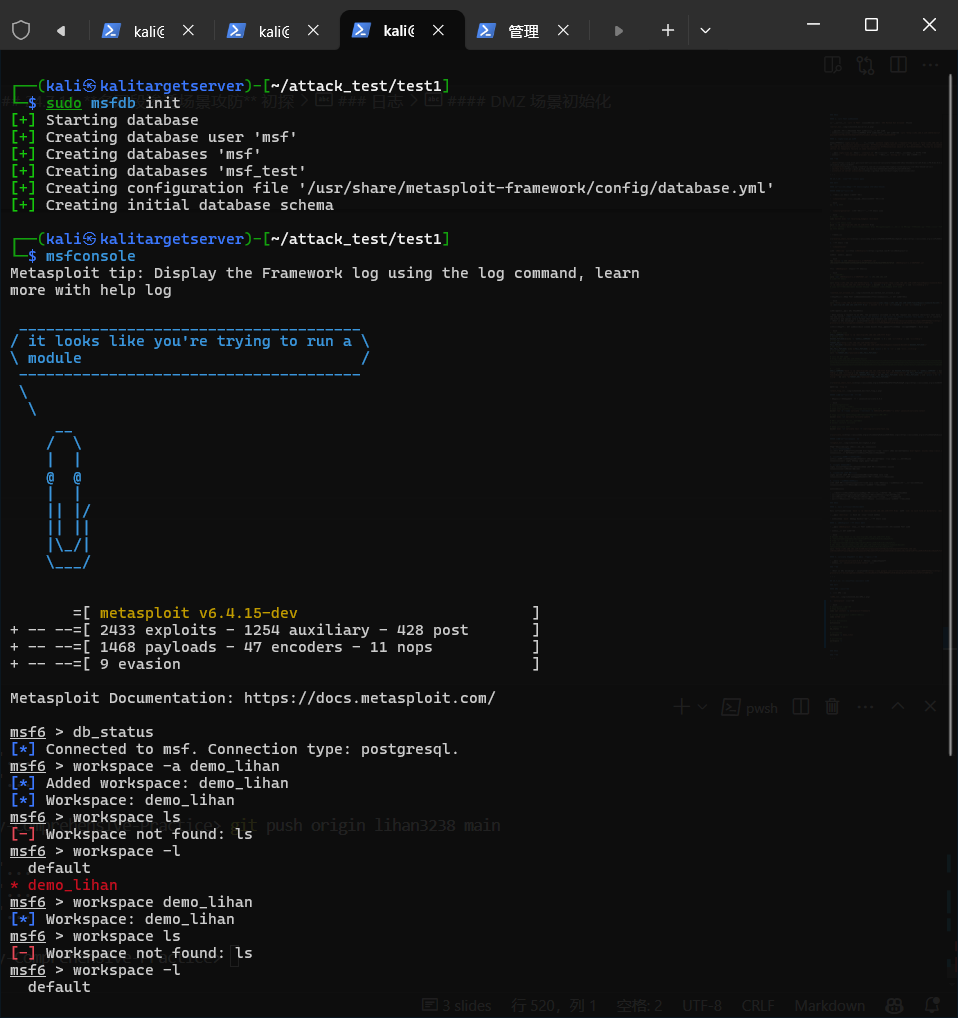 kali@
kali@
kali@
管理
┌──(kali㉿kalitargetserver)-[~/attack_test/test1]
└─$ sudo msfdb init
场景攻防** 初探 > ### 日志 > #### DMZ 场景初始化
[+] Starting database
[+] Creating database user 'msf'
[+] Creating databases 'msf'
[+] Creating databases 'msf_test'
[+] Creating configuration file '/usr/share/metasploit-framework/config/database.yml'
[+] Creating initial database schema
┌──(kali㉿kalitargetserver)-[~/attack_test/test1]
└─$ msfconsole
Metasploit tip: Display the Framework log using the log command, learn
more with help log
 ______________________________________
/ it looks like you're trying to run a \
\ module                               /
 --------------------------------------
 \
  \
     __
    /  \
    |  |
    @  @
    |  |
    || |/
    || ||
    |\_/|
    \___/
       =[ metasploit v6.4.15-dev                          ]
+ -- --=[ 2433 exploits - 1254 auxiliary - 428 post       ]
+ -- --=[ 1468 payloads - 47 encoders - 11 nops           ]
+ -- --=[ 9 evasion                                       ]
Metasploit Documentation: https://docs.metasploit.com/
pwsh
msf6 > db_status
[*] Connected to msf. Connection type: postgresql.
msf6 > workspace -a demo_lihan
[*] Added workspace: demo_lihan
[*] Workspace: demo_lihan
msf6 > workspace ls
git push origin lihan3238 main
[-] Workspace not found: ls
msf6 > workspace -l
  default
* demo_lihan
msf6 > workspace demo_lihan
[*] Workspace: demo_lihan
msf6 > workspace ls
[-] Workspace not found: ls
msf6 > workspace -l
  default
3 slides 行 520，列 1 空格: 2 UTF-8 CRLF Markdown